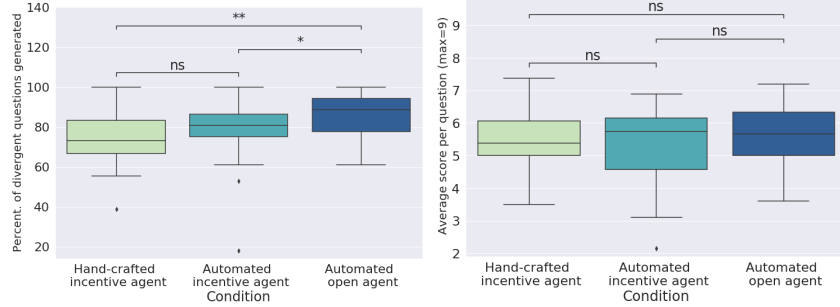 Percent. of divergent questions generated
140
120
100
80
60
40
20
**
*
ns
Hand-crafted
incentive agent
Automated
incentive agent
Automated
open agent
Condition
Average score per question (max=9)
9
8
7
6
5
4
3
2
ns
ns
ns
Hand-crafted
incentive agent
Automated
incentive agent
Automated
open agent
Condition